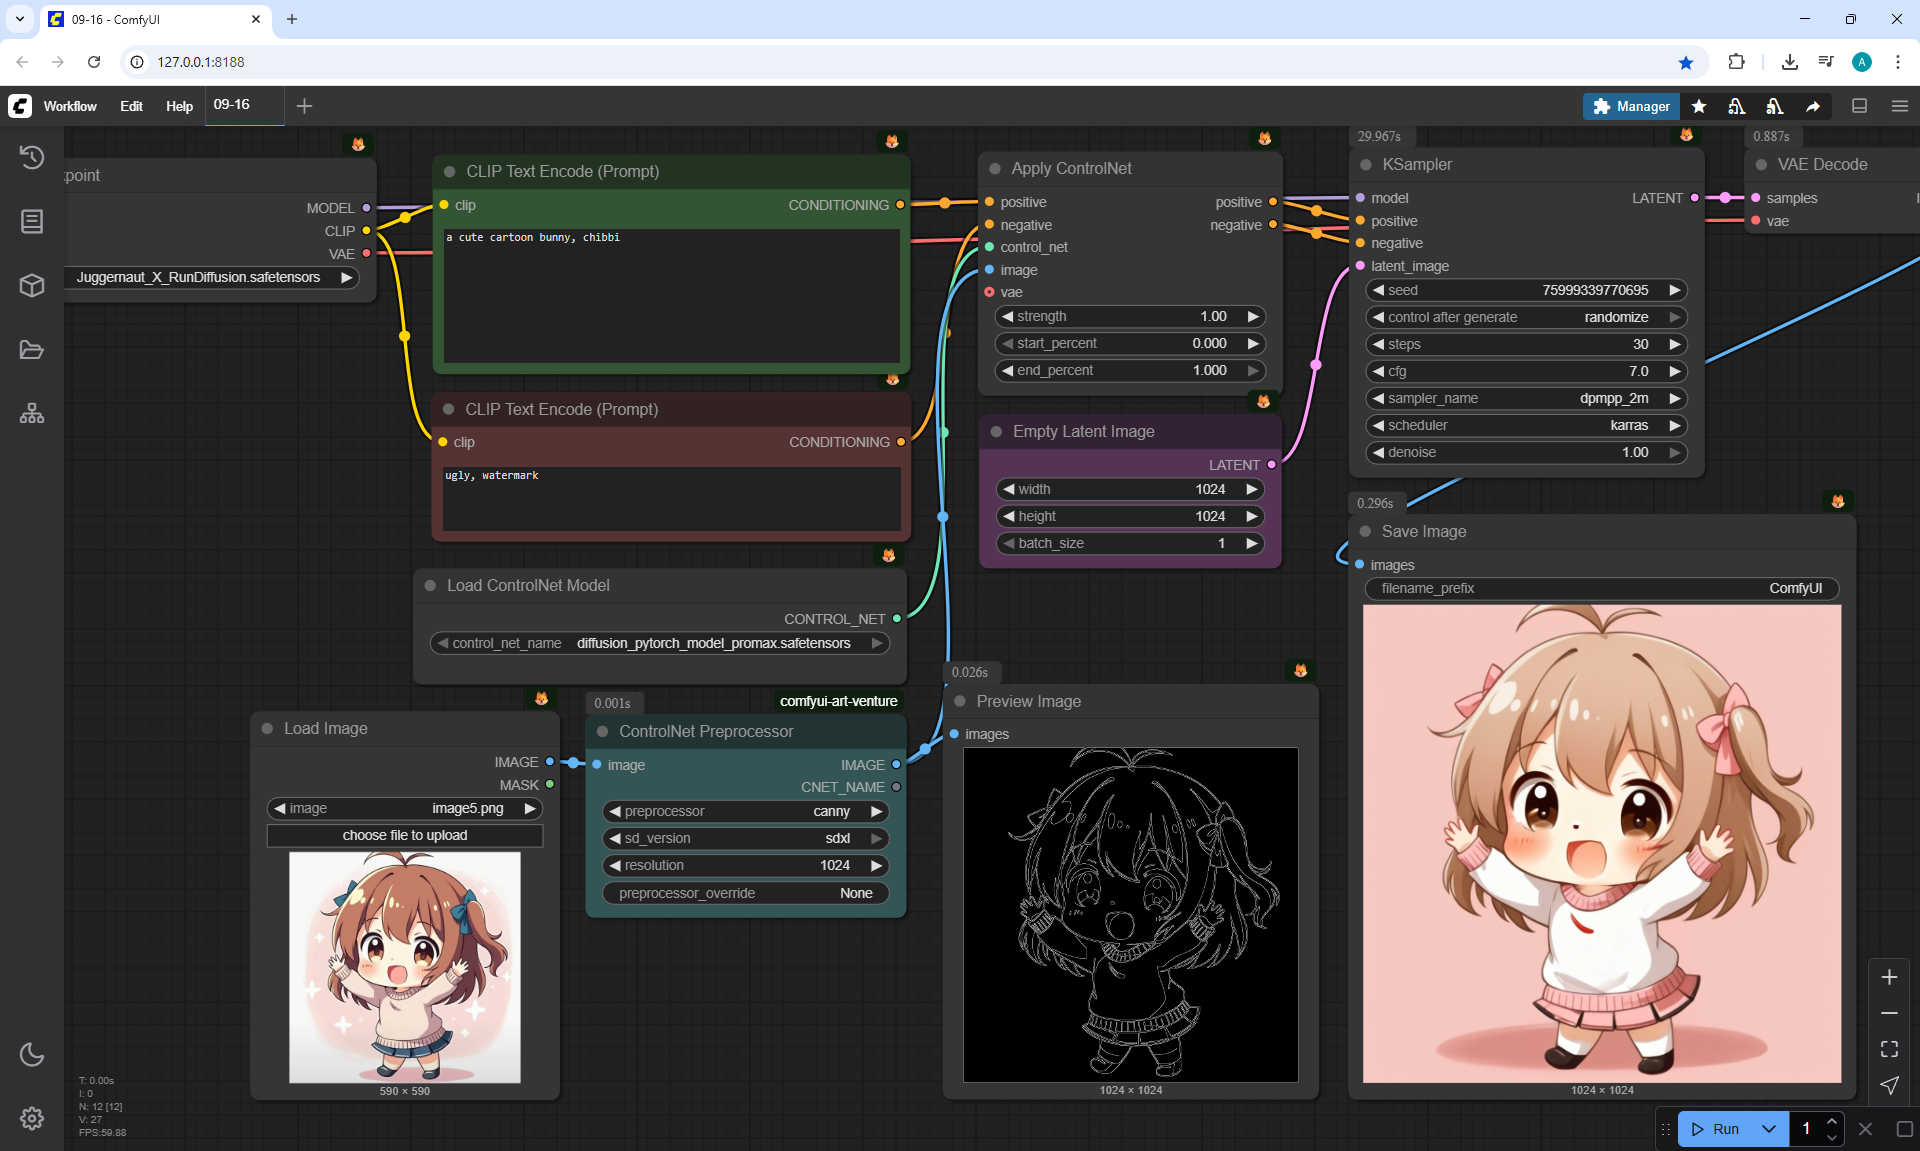 09-16 - ComfyUI
127.0.0.1:8188
A
Workflow
Edit
Help
09-16
Manager
MODEL
CLIP
VAE
Juggernaut_X_RunDiffusion.safetensors
CLIP Text Encode (Prompt)
clip
CONDITIONING
a cute cartoon bunny, chibbi
CLIP Text Encode (Prompt)
clip
CONDITIONING
ugly, watermark
Load ControlNet Model
CONTROL_NET
control_net_name diffusion_pytorch_model_promax.safetensors
Load Image
IMAGE
MASK
image image5.png
choose file to upload
590 × 590
0.001s
comfyui-art-venture
ControlNet Preprocessor
image
IMAGE
CNET_NAME
preprocessor canny
sd_version sdxl
resolution 1024
preprocessor_override None
Apply ControlNet
positive positive
negative negative
control_net
image
vae
strength 1.00
start_percent 0.000
end_percent 1.000
Empty Latent Image
LATENT
width 1024
height 1024
batch_size 1
0.026s
Preview Image
images
1024 × 1024
29.967s
KSampler
model LATENT
positive
negative
latent_image
seed 75999339770695
control after generate randomize
steps 30
cfg 7.0
sampler_name dpmpp_2m
scheduler karras
denoise 1.00
0.887s
VAE Decode
samples
vae
0.296s
Save Image
images
filename_prefix ComfyUI
1024 × 1024
T: 0.00s
I: 0
N: 12 [12]
V: 27
FPS:59.88
Run
1